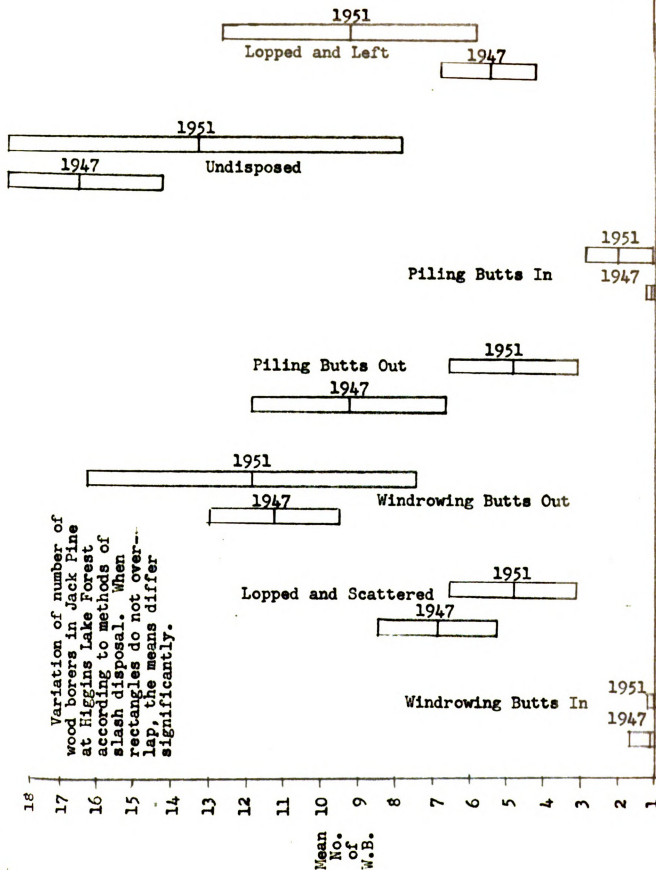 1951
Lopped and Left
1947
1951
Undisposed
1947
1951
Piling Butts In
1947
1951
Piling Butts Out
1947
1951
Windrowing Butts Out
1947
Variation of number of
wood borers in Jack Pine
at Higgins Lake Forest
according to methods of
slash disposal. When
rectangles do not over-
lap, the means differ
significantly.
1951
Lopped and Scattered
1947
1951
Windrowing Butts In
1947
18 17 16 15 14 13 12 11 10 9 8 7 6 5 4 3 2 1
Mean
No.
of
W.B.